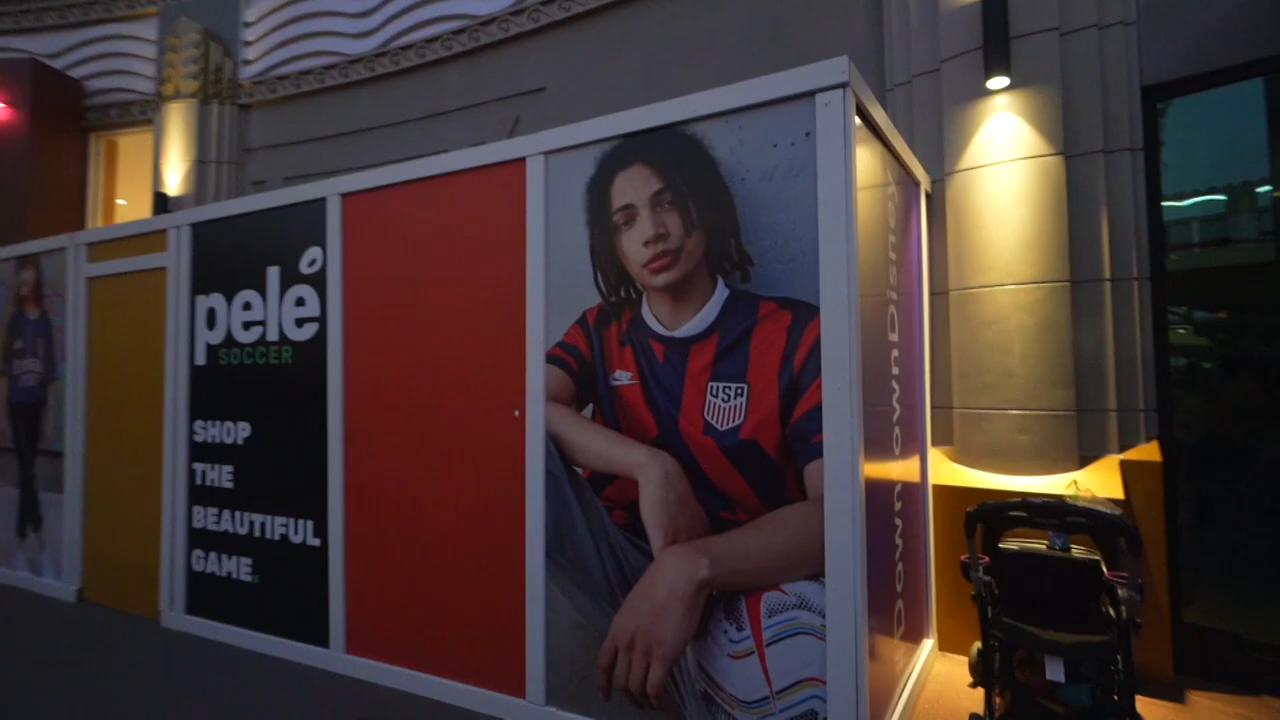 pelé
SOCCER
SHOP
THE
BEAUTIFUL
GAME.
USA
DowntownDisney